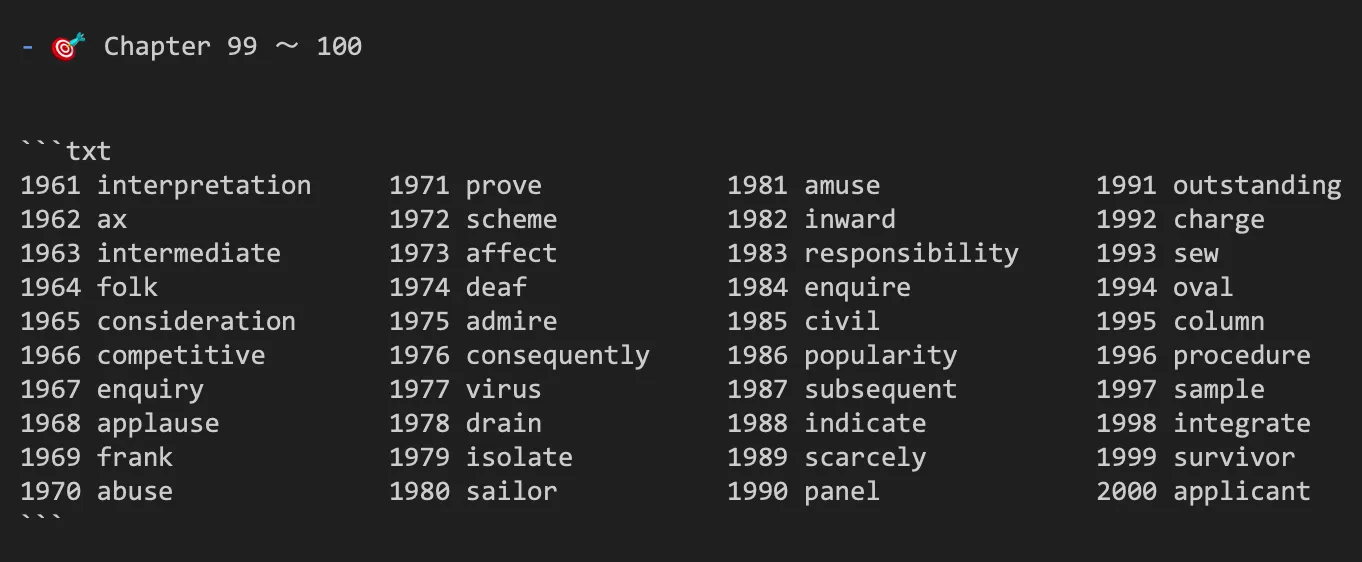 - 🎯 Chapter 99 ～ 100
```txt
1961 interpretation     1971 prove            1981 amuse              1991 outstanding
1962 ax                 1972 scheme           1982 inward             1992 charge
1963 intermediate       1973 affect           1983 responsibility     1993 sew
1964 folk               1974 deaf             1984 enquire            1994 oval
1965 consideration      1975 admire           1985 civil              1995 column
1966 competitive        1976 consequently     1986 popularity         1996 procedure
1967 enquiry            1977 virus            1987 subsequent         1997 sample
1968 applause           1978 drain            1988 indicate           1998 integrate
1969 frank              1979 isolate          1989 scarcely           1999 survivor
1970 abuse              1980 sailor           1990 panel              2000 applicant
```